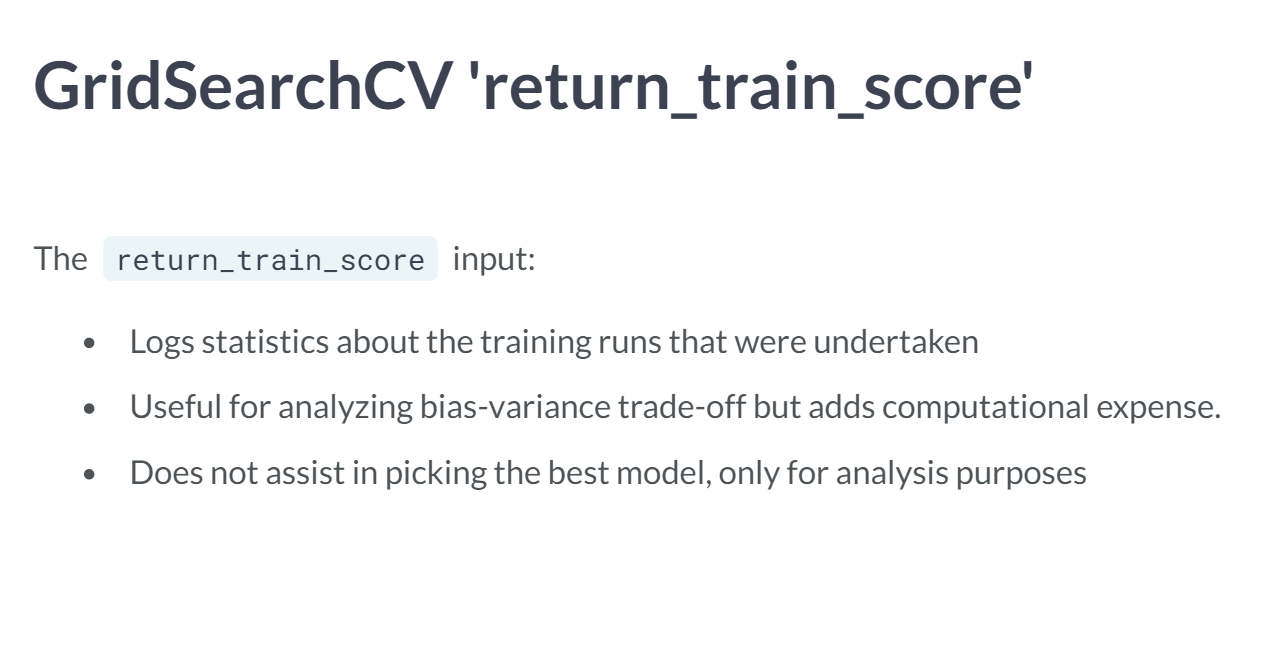 GridSearchCV 'return_train_score'
The return_train_score input:
• Logs statistics about the training runs that were undertaken
• Useful for analyzing bias-variance trade-off but adds computational expense.
• Does not assist in picking the best model, only for analysis purposes